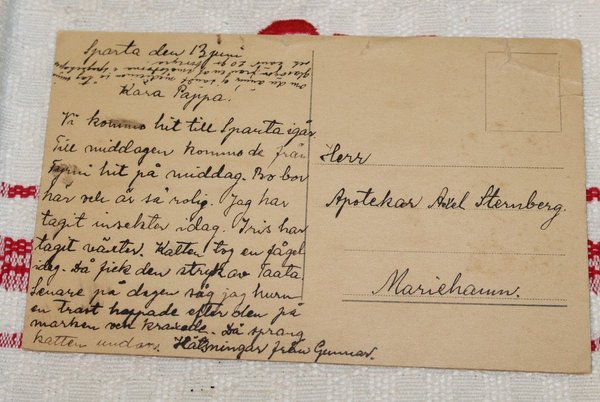 Sparta den 13 juni
Kära Pappa.
Vi kommo hit till Sparta igår.
Till middagen kommo de från
hit på middag. Bo bor
här och är så rolig. Jag har
tagit insekter idag. Iris har
tagit växter. Katten tog en fågel
idag. Då fick den stryk av Taata
Senare på dagen såg jag huru
en trast hoppade efter den på
marken och kraxade. Då sprang
katten undan. Hälsningar från Gunnar.
Herr
Apotekar Axel Sternberg.
Mariehamn.